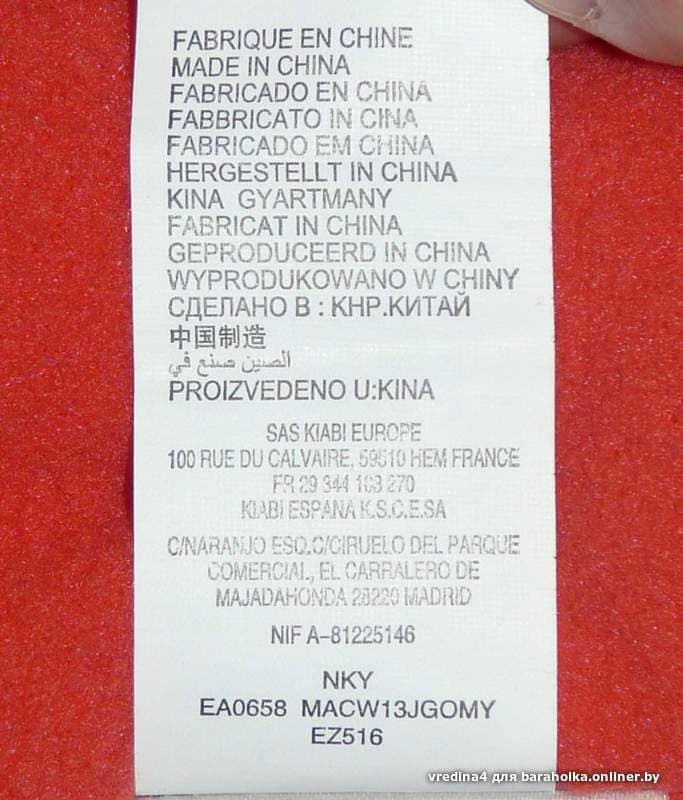 FABRIQUE EN CHINE
MADE IN CHINA
FABRICADO EN CHINA
FABBRICATO IN CINA
FABRICADO EM CHINA
HERGESTELLT IN CHINA
KINA GYARTMANY
FABRICAT IN CHINA
GEPRODUCEERD IN CHINA
WYPRODUKOWANO W CHINY
СДЕЛАНО В : КНР.КИТАЙ
中国制造
الصين صنع في
PROIZVEDENO U:KINA
SAS KIABI EUROPE
100 RUE DU CALVAIRE, 59510 HEM FRANCE
FR 29 344 163 270
KIABI ESPANA K.S.C.E.SA
C/NARANJO ESQ.C/CIRUELO DEL PARQUE
COMERCIAL, EL CARRALERO DE
MAJADAHONDA 28220 MADRID
NIF A-81225146
NKY
EA0658 MACW13JGOMY
EZ516
vredina4 для baraholka.onliner.by